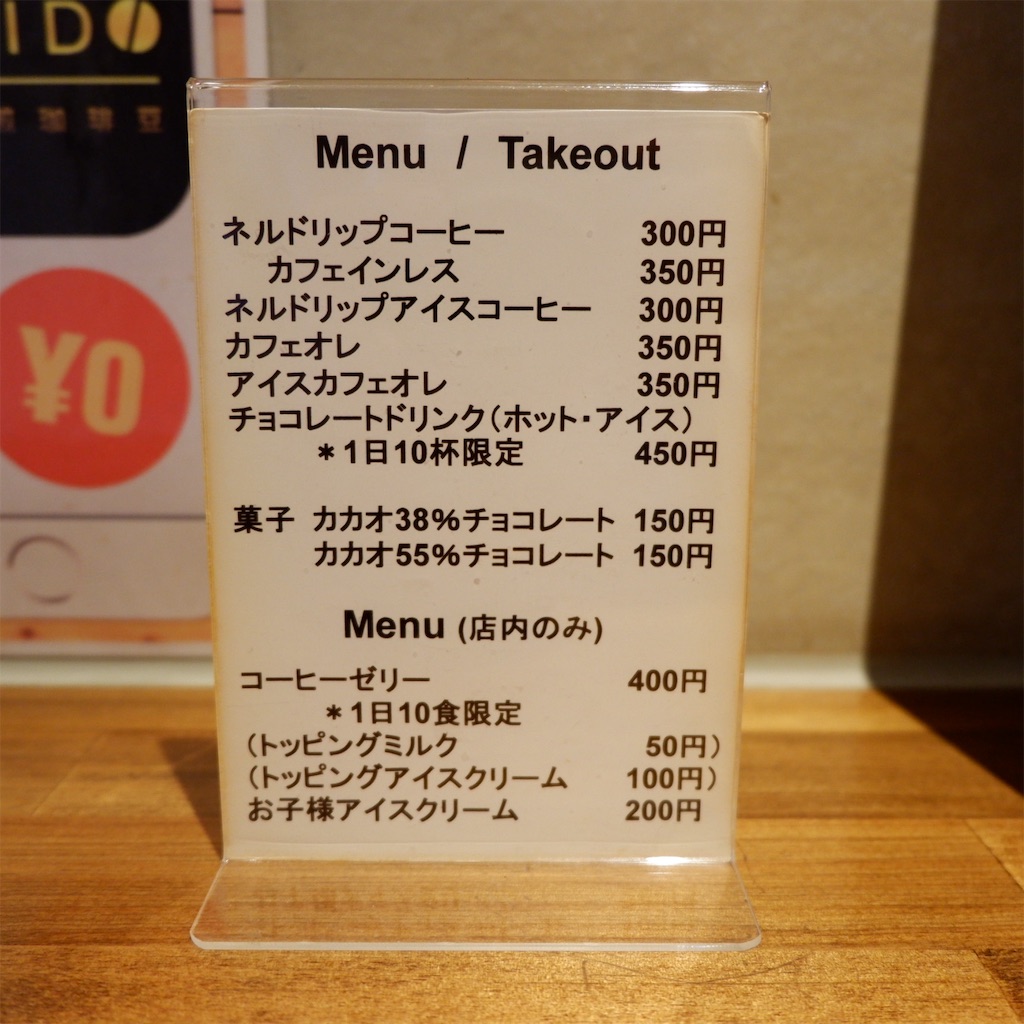 IDO
珈琲豆
¥0
Menu / Takeout
ネルドリップコーヒー 300円
カフェインレス 350円
ネルドリップアイスコーヒー 300円
カフェオレ 350円
アイスカフェオレ 350円
チョコレートドリンク(ホット・アイス)
＊1日10杯限定 450円
菓子 カカオ38%チョコレート 150円
カカオ55%チョコレート 150円
Menu (店内のみ)
コーヒーゼリー 400円
＊1日10食限定
(トッピングミルク 50円)
(トッピングアイスクリーム 100円)
お子様アイスクリーム 200円